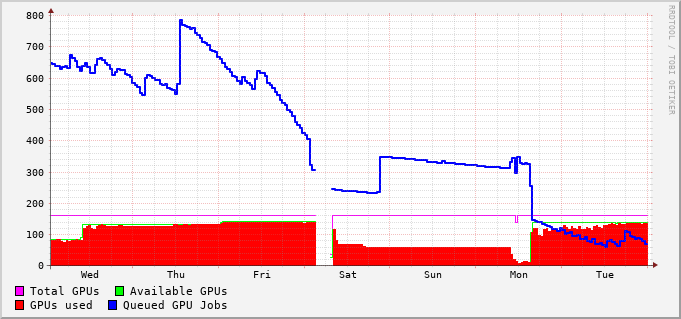 800
700
600
500
400
300
200
100
0
Wed Thu Fri Sat Sun Mon Tue
Total GPUs Available GPUs
GPUs used Queued GPU Jobs
RRDTOOL / TOBI OETIKER